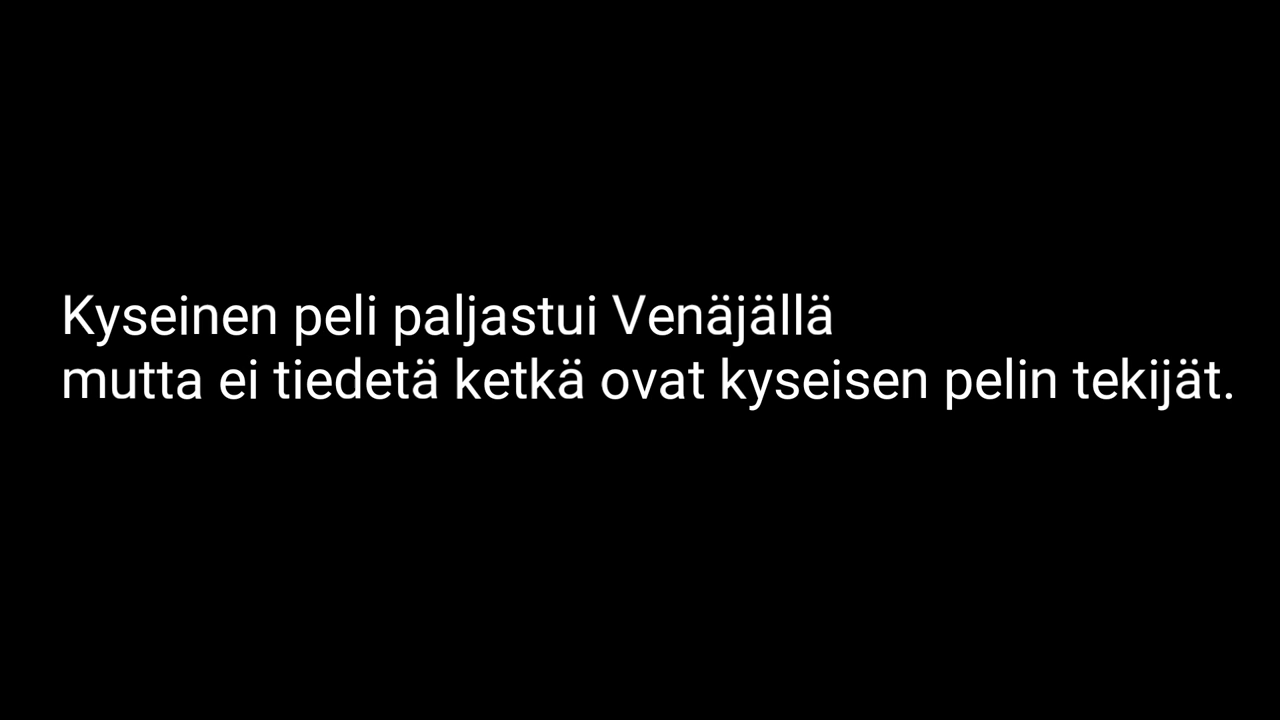 Kyseinen peli paljastui Venäjällä
mutta ei tiedetä ketkä ovat kyseisen pelin tekijät.